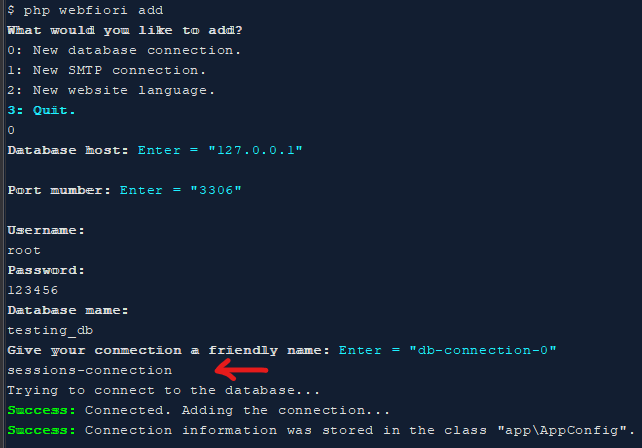 $ php webfiori add
What would you like to add?
0: New database connection.
1: New SMTP connection.
2: New website language.
3: Quit.
0
Database host: Enter = "127.0.0.1"
Port number: Enter = "3306"
Username:
root
Password:
123456
Database name:
testing_db
Give your connection a friendly name: Enter = "db-connection-0"
sessions-connection
Trying to connect to the database...
Success: Connected. Adding the connection...
Success: Connection information was stored in the class "app\AppConfig".